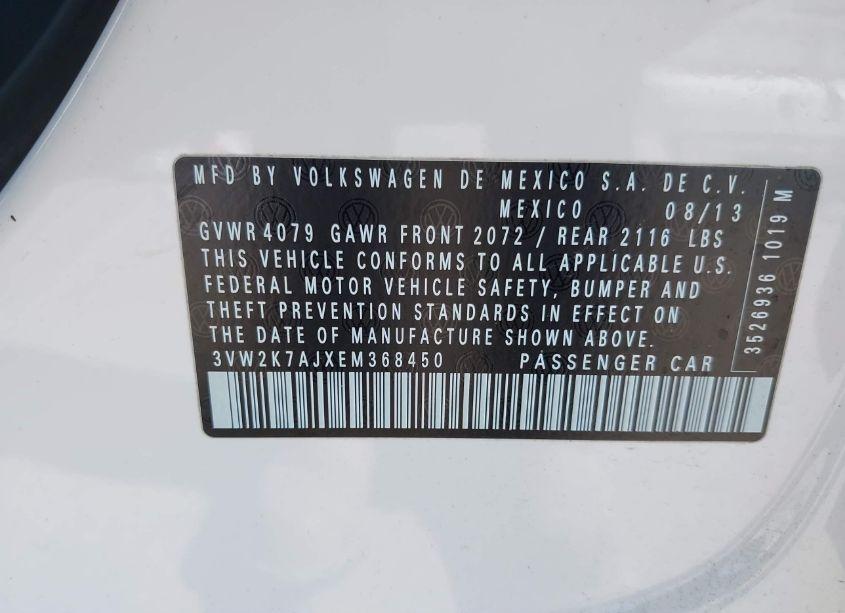 MFD BY VOLKSWAGEN DE MEXICO S.A. DE C.V.
MEXICO 08/13
GVWR 4079 GAWR FRONT 2072 / REAR 2116 LBS
THIS VEHICLE CONFORMS TO ALL APPLICABLE U.S.
FEDERAL MOTOR VEHICLE SAFETY, BUMPER AND
THEFT PREVENTION STANDARDS IN EFFECT ON
THE DATE OF MANUFACTURE SHOWN ABOVE.
3VW2K7AJXEM368450 PASSENGER CAR
3526936 1019 M